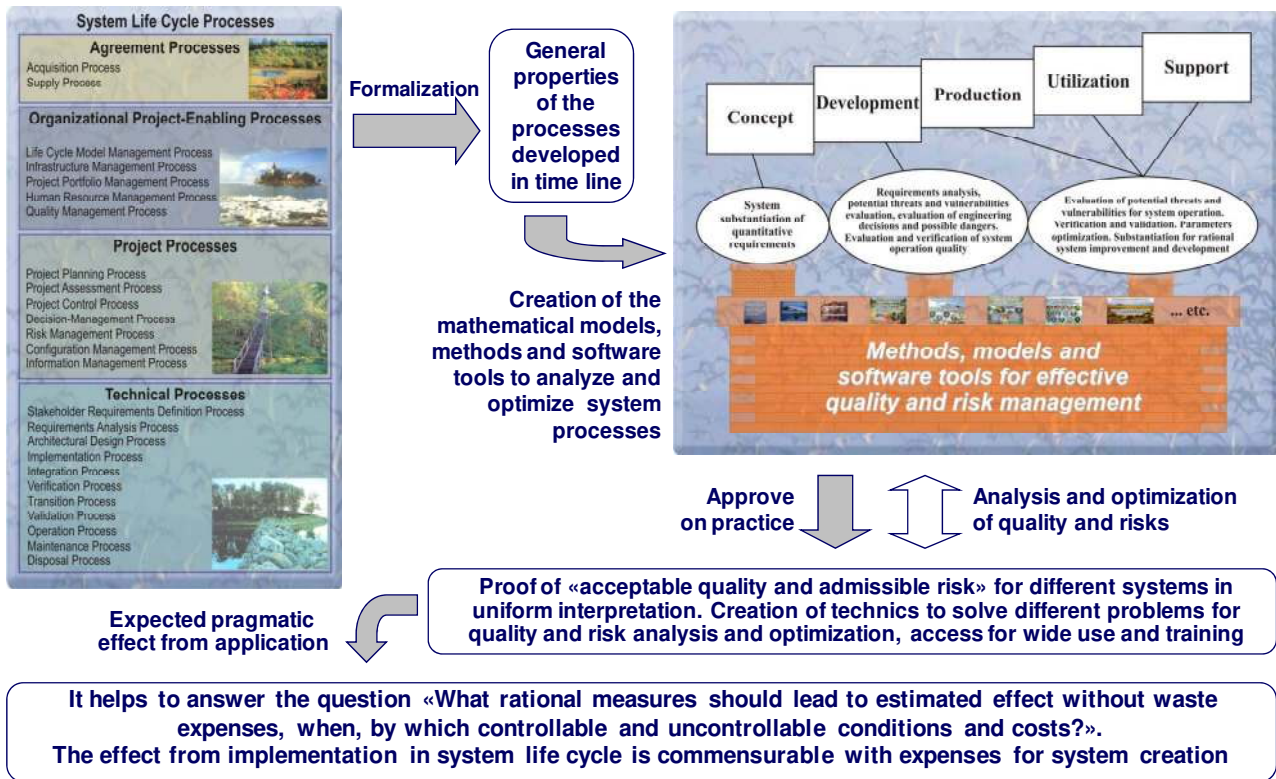 System Life Cycle Processes
Agreement Processes
Acquisition Process
Supply Process
Organizational Project-Enabling Processes
Life Cycle Model Management Process
Infrastructure Management Process
Project Portfolio Management Process
Human Resource Management Process
Quality Management Process
Project Processes
Project Planning Process
Project Assessment Process
Project Control Process
Decision-Management Process
Risk Management Process
Configuration Management Process
Information Management Process
Technical Processes
Stakeholder Requirements Definition Process
Requirements Analysis Process
Architectural Design Process
Implementation Process
Integration Process
Verification Process
Transition Process
Validation Process
Operation Process
Maintenance Process
Disposal Process
Formalization
General
properties
of the
processes
developed
in time line
Creation of the
mathematical models,
methods and software
tools to analyze and
optimize system
processes
Concept
Development
Production
Utilization
Support
System
substantiation of
quantitative
requirements
Requirements analysis,
potential threats and vulnerabilities
evaluation, evaluation of engineering
decisions and possible dangers.
Evaluation and verification of system
operation quality
Evaluation of potential threats and
vulnerabilities for system operation.
Verification and validation. Parameters
optimization. Substantiation for rational
system improvement and development
... etc.
Methods, models and
software tools for effective
quality and risk management
Approve
on practice
Analysis and optimization
of quality and risks
Proof of «acceptable quality and admissible risk» for different systems in
uniform interpretation. Creation of technics to solve different problems for
quality and risk analysis and optimization, access for wide use and training
Expected pragmatic
effect from application
It helps to answer the question «What rational measures should lead to estimated effect without waste
expenses, when, by which controllable and uncontrollable conditions and costs?».
The effect from implementation in system life cycle is commensurable with expenses for system creation